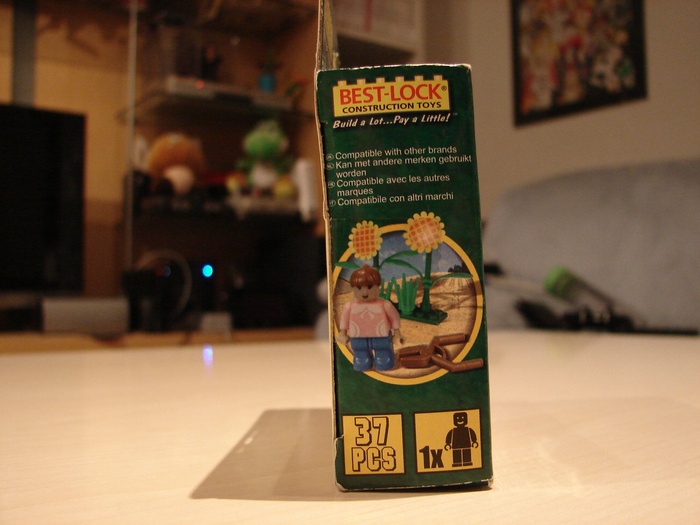 BEST-LOCK®
CONSTRUCTION TOYS
Build a Lot...Pay a Little!™
Compatible with other brands
Kan met andere merken gebruikt
worden
Compatible avec les autres
marques
Compatibile con altri marchi
37
PCS
1x